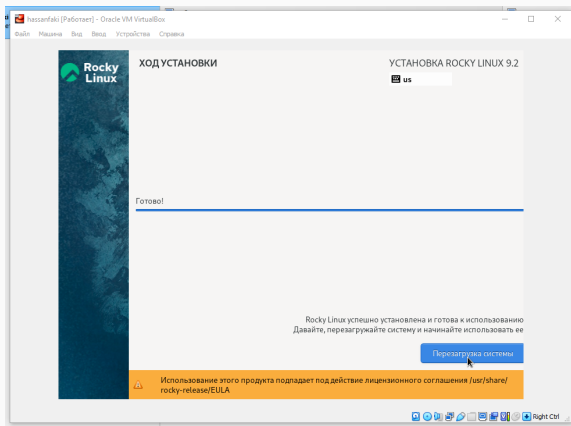 hassanfaki [Работает] - Oracle VM VirtualBox
Файл Машина Вид Ввод Устройства Справка
Rocky
Linux
ХОД УСТАНОВКИ
УСТАНОВКА ROCKY LINUX 9.2
us
Готово!
Rocky Linux успешно установлена и готова к использованию
Давайте, перезагружайте систему и начинайте использовать ее
Перезагрузка системы
Использование этого продукта подпадает под действие лицензионного соглашения /usr/share/
rocky-release/EULA
Right Ctrl